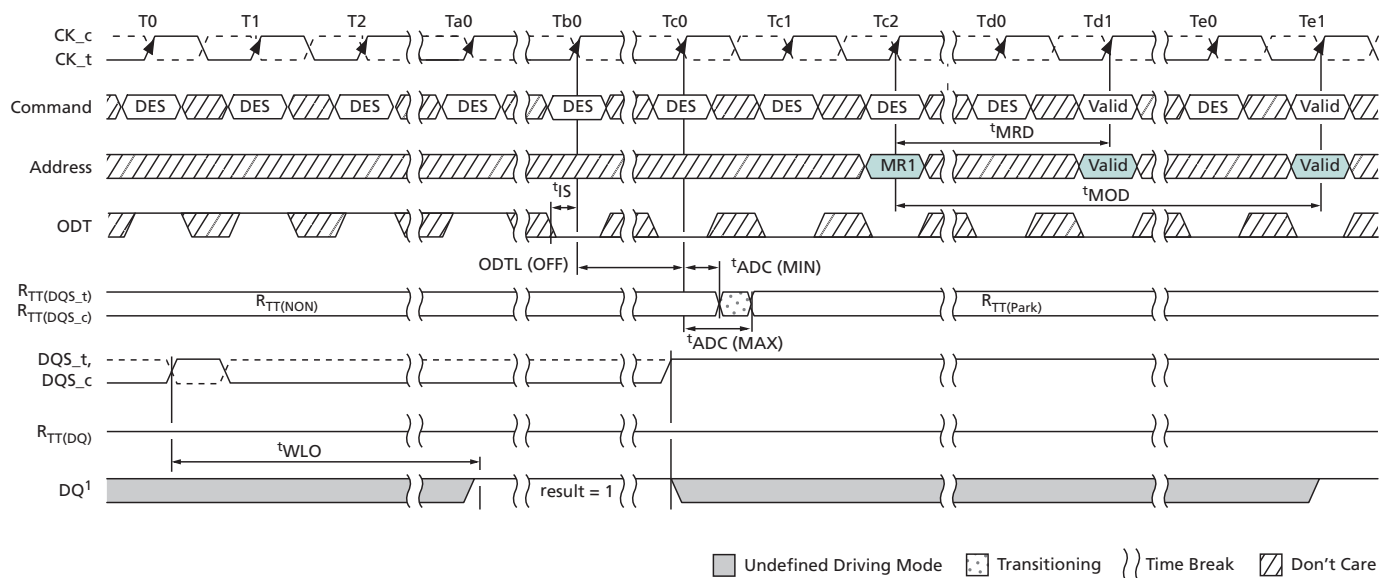 T0 T1 T2 Ta0 Tb0 Tc0 Tc1 Tc2 Td0 Td1 Te0 Te1
CK_c
CK_t
Command DES DES DES DES DES DES DES DES DES Valid DES Valid
tMRD
Address MR1 Valid Valid
tIS
tMOD
ODT
ODTL (OFF) tADC (MIN)
RTT(DQS_t)
RTT(NON) RTT(Park)
RTT(DQS_c)
tADC (MAX)
DQS_t,
DQS_c
RTT(DQ)
tWLO
DQ1 result = 1
Undefined Driving Mode Transitioning Time Break Don't Care